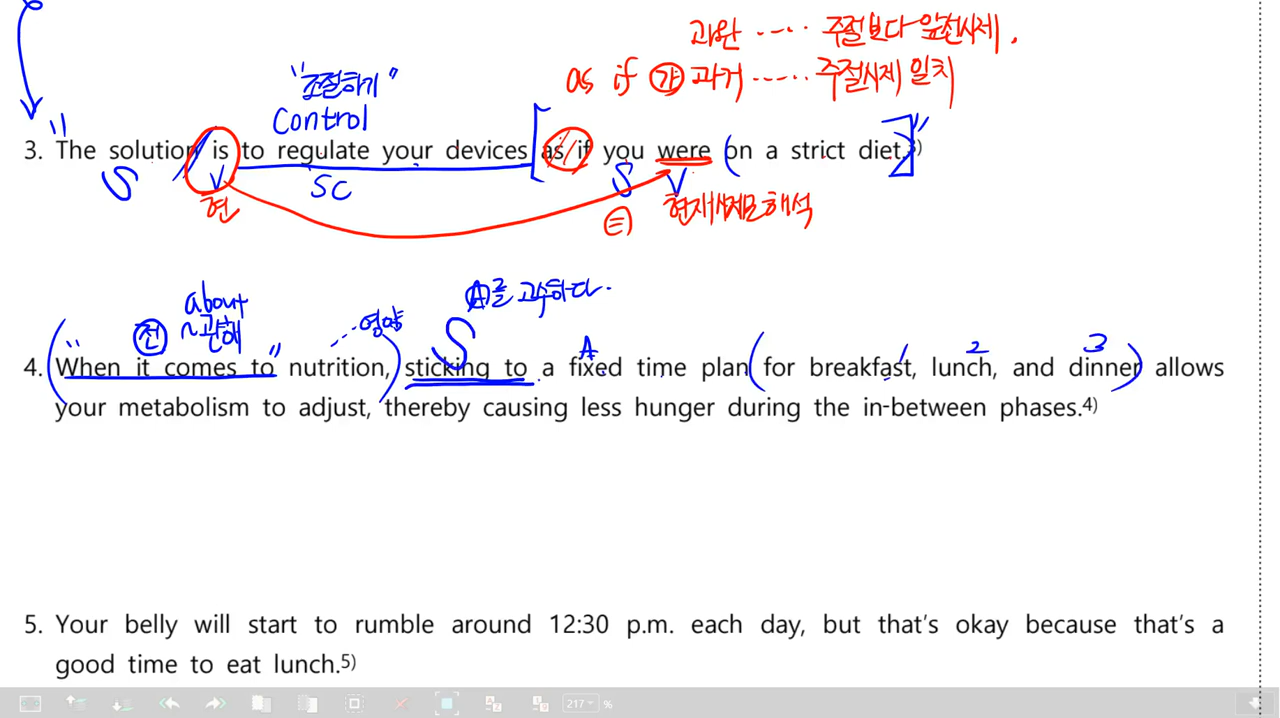 과완 ‥‥‥ 주절보다 앞선시제.
as if 가 과거 ‥‥‥ 주절시제 일치
"조절하기"
Control
3. "The solution is to regulate your devices [as if you were (on a strict diet.3)]"
S V SC S V
현 현재시제로 해석
Ⓐ를 고수하다.
about
전 ~관해 ‥‥영양 S
A 1 2 3
4. (“When it comes to” nutrition,) sticking to a fixed time plan (for breakfast, lunch, and dinner) allows
your metabolism to adjust, thereby causing less hunger during the in-between phases.4)
5. Your belly will start to rumble around 12:30 p.m. each day, but that's okay because that's a
good time to eat lunch.5)
217 %